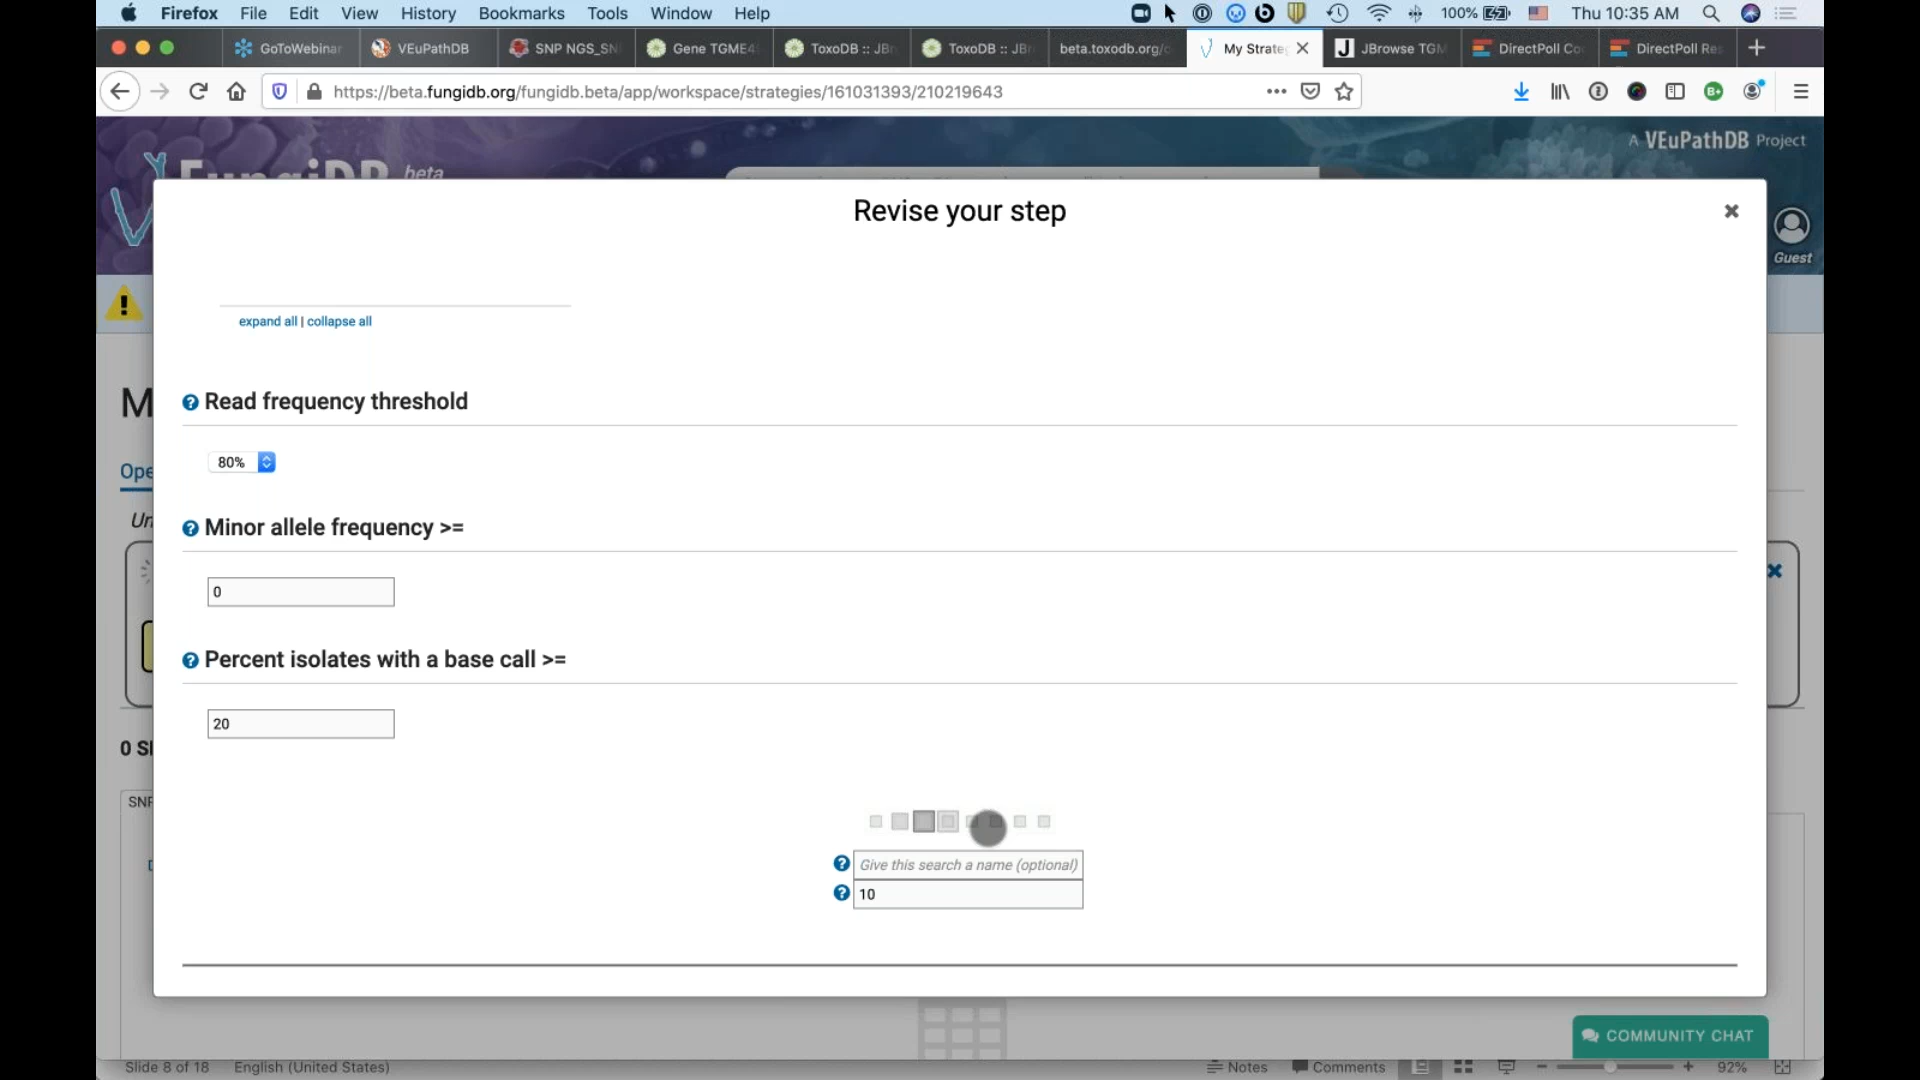 Firefox File Edit View History Bookmarks Tools Window Help 100% Thu 10:35 AM
GoToWebinar VEuPathDB SNP NGS_SN Gene TGME4 ToxoDB :: JBr ToxoDB :: JBr beta.toxodb.org/ My Strate JBrowse TGM DirectPoll Co DirectPoll Re
https://beta.fungidb.org/fungidb.beta/app/workspace/strategies/161031393/210219643
A VEuPathDB Project
FungiDB beta
Guest
Revise your step
expand all | collapse all
Read frequency threshold
80%
Minor allele frequency >=
0
Percent isolates with a base call >=
20
Give this search a name (optional)
10
M
Ope
Un
0 S
SNP
COMMUNITY CHAT
Slide 8 of 18 English (United States) Notes Comments 92%